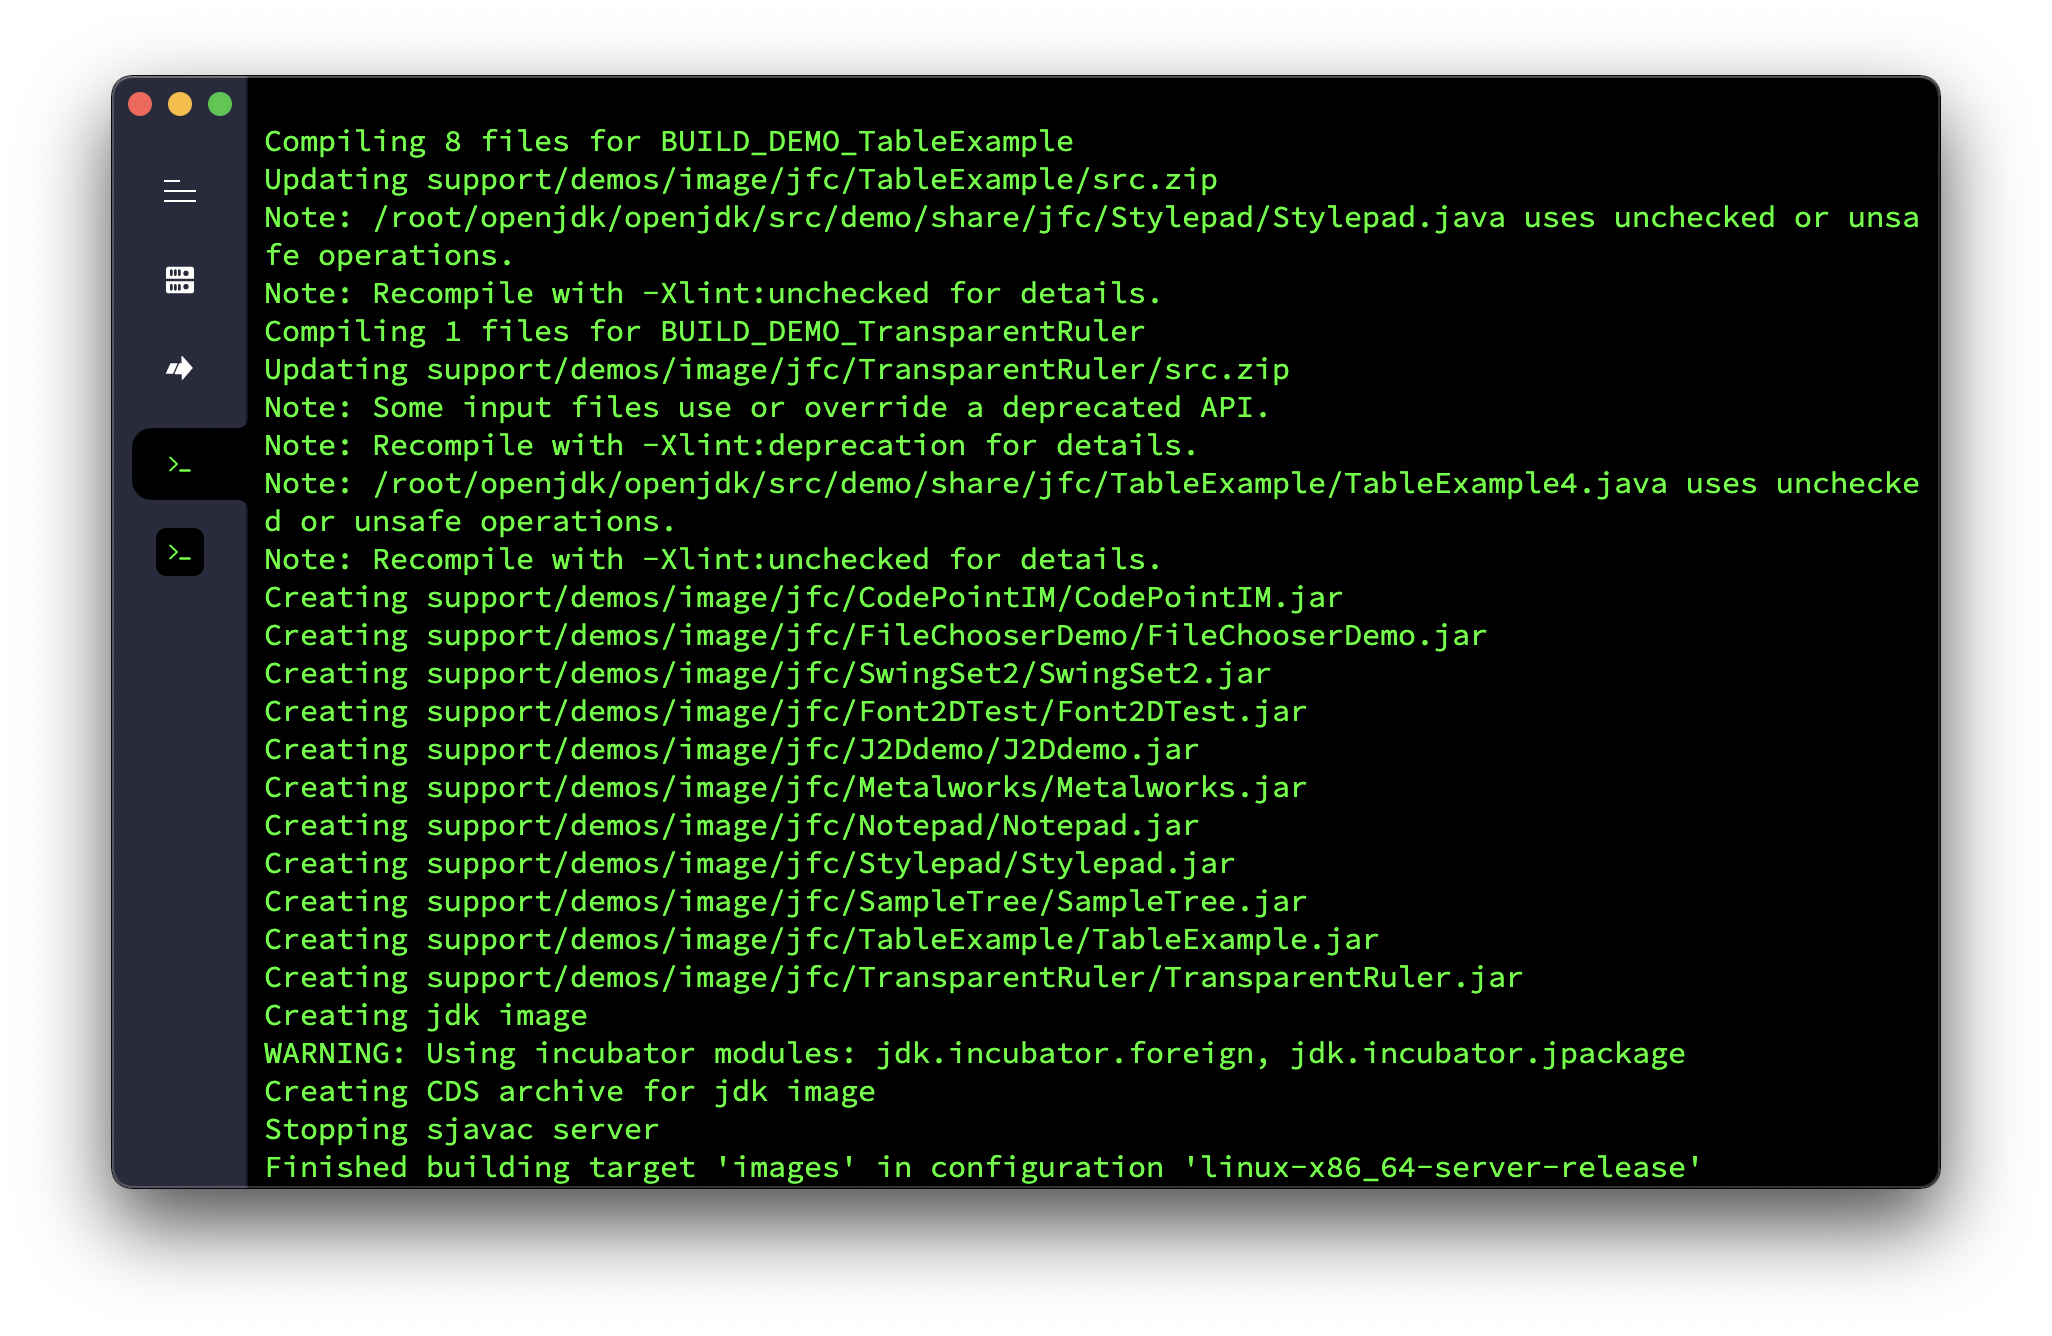 Compiling 8 files for BUILD_DEMO_TableExample
Updating support/demos/image/jfc/TableExample/src.zip
Note: /root/openjdk/openjdk/src/demo/share/jfc/Stylepad/Stylepad.java uses unchecked or unsa
fe operations.
Note: Recompile with -Xlint:unchecked for details.
Compiling 1 files for BUILD_DEMO_TransparentRuler
Updating support/demos/image/jfc/TransparentRuler/src.zip
Note: Some input files use or override a deprecated API.
Note: Recompile with -Xlint:deprecation for details.
Note: /root/openjdk/openjdk/src/demo/share/jfc/TableExample/TableExample4.java uses unchecke
d or unsafe operations.
Note: Recompile with -Xlint:unchecked for details.
Creating support/demos/image/jfc/CodePointIM/CodePointIM.jar
Creating support/demos/image/jfc/FileChooserDemo/FileChooserDemo.jar
Creating support/demos/image/jfc/SwingSet2/SwingSet2.jar
Creating support/demos/image/jfc/Font2DTest/Font2DTest.jar
Creating support/demos/image/jfc/J2Ddemo/J2Ddemo.jar
Creating support/demos/image/jfc/Metalworks/Metalworks.jar
Creating support/demos/image/jfc/Notepad/Notepad.jar
Creating support/demos/image/jfc/Stylepad/Stylepad.jar
Creating support/demos/image/jfc/SampleTree/SampleTree.jar
Creating support/demos/image/jfc/TableExample/TableExample.jar
Creating support/demos/image/jfc/TransparentRuler/TransparentRuler.jar
Creating jdk image
WARNING: Using incubator modules: jdk.incubator.foreign, jdk.incubator.jpackage
Creating CDS archive for jdk image
Stopping sjavac server
Finished building target 'images' in configuration 'linux-x86_64-server-release'